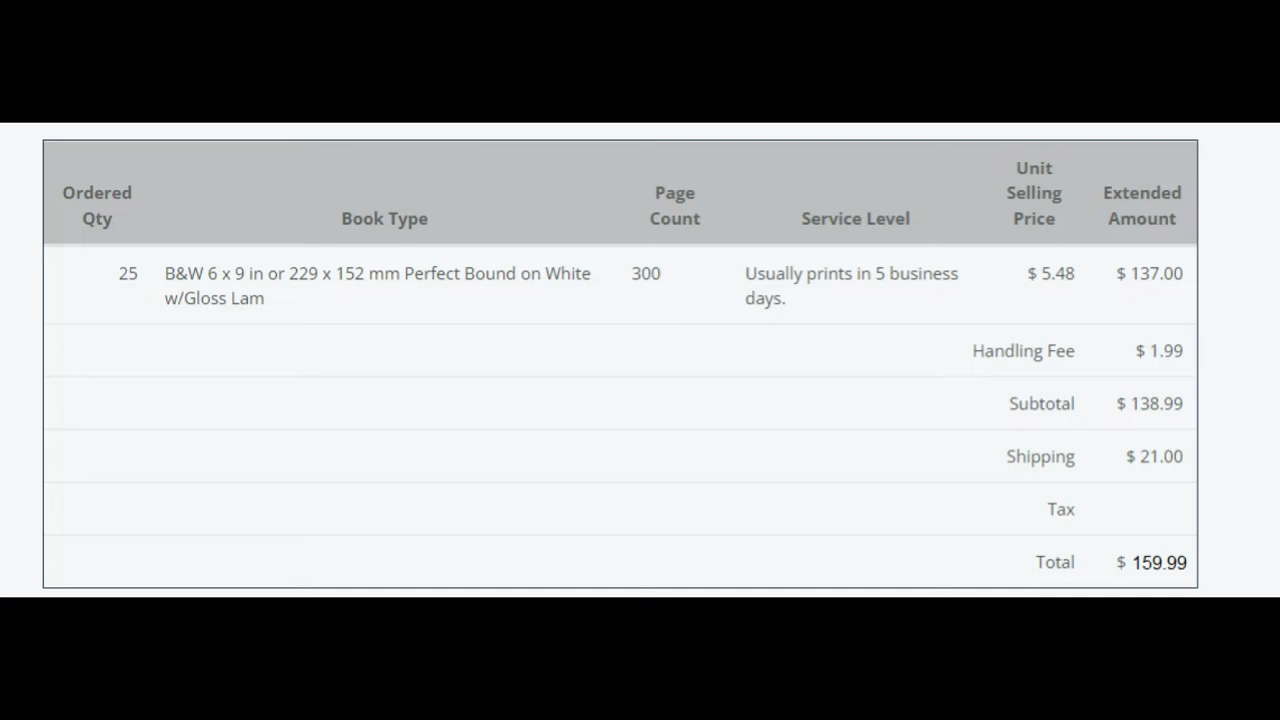 Ordered Qty Book Type Page Count Service Level Unit Selling Price Extended Amount
25 B&W 6 x 9 in or 229 x 152 mm Perfect Bound on White 300 Usually prints in 5 business $ 5.48 $ 137.00
w/Gloss Lam days.
Handling Fee $ 1.99
Subtotal $ 138.99
Shipping $ 21.00
Tax
Total $ 159.99